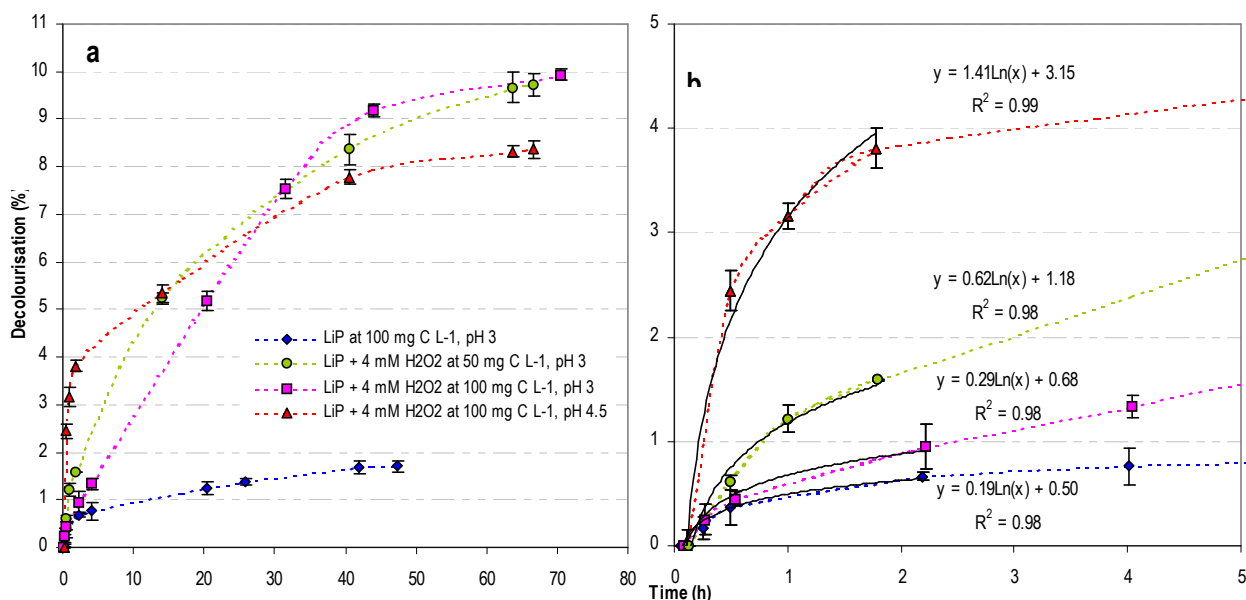 a
Decolourisation (%)
11
10
9
8
7
6
5
4
3
2
1
0
0 10 20 30 40 50 60 70 80
LiP at 100 mg C L-1, pH 3
LiP + 4 mM H2O2 at 50 mg C L-1, pH 3
LiP + 4 mM H2O2 at 100 mg C L-1, pH 3
LiP + 4 mM H2O2 at 100 mg C L-1, pH 4.5
5
4
3
2
1
0
y = 1.41Ln(x) + 3.15
R² = 0.99
y = 0.62Ln(x) + 1.18
R² = 0.98
y = 0.29Ln(x) + 0.68
R² = 0.98
y = 0.19Ln(x) + 0.50
R² = 0.98
0 1 2 3 4 5
Time (h)